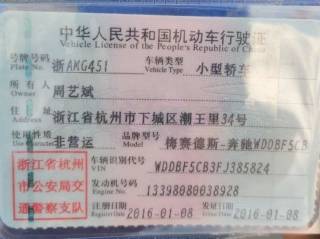 中华人民共和国机动车行驶证
Vehicle License of the People's Republic of China
号牌号码 浙AKG451 车辆类型 小型轿车
Plate No. Vehicle Type
所有人 周艺斌
Owner
住址 浙江省杭州市下城区潮王里34号
Address
使用性质 非营运 品牌型号 梅赛德斯-奔驰WDDBF5CB
浙江省杭州市公安局交通警察支队
车辆识别代号 WDDBF5CB3FJ385824
VIN
发动机号码 13398080038928
Engine No.
注册日期 2016-01-08 发证日期 2016-01-08
Register Date Issue Date